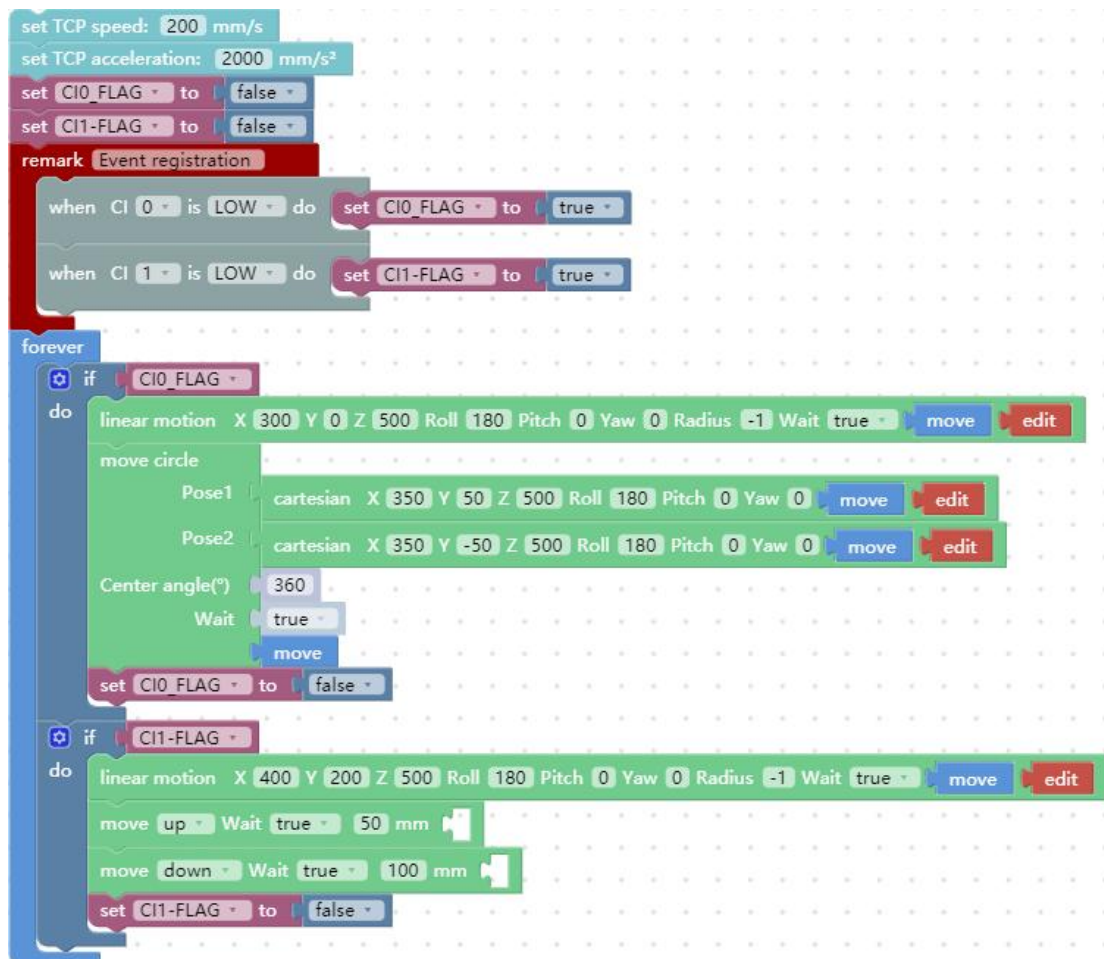 set TCP speed: 200 mm/s
set TCP acceleration: 2000 mm/s²
set CI0_FLAG to false
set CI1-FLAG to false
remark Event registration
when CI 0 is LOW do set CI0_FLAG to true
when CI 1 is LOW do set CI1-FLAG to true
forever
if CI0_FLAG
do linear motion X 300 Y 0 Z 500 Roll 180 Pitch 0 Yaw 0 Radius -1 Wait true move edit
move circle
Pose1 cartesian X 350 Y 50 Z 500 Roll 180 Pitch 0 Yaw 0 move edit
Pose2 cartesian X 350 Y -50 Z 500 Roll 180 Pitch 0 Yaw 0 move edit
Center angle(°) 360
Wait true
move
set CI0_FLAG to false
if CI1-FLAG
do linear motion X 400 Y 200 Z 500 Roll 180 Pitch 0 Yaw 0 Radius -1 Wait true move edit
move up Wait true 50 mm
move down Wait true 100 mm
set CI1-FLAG to false